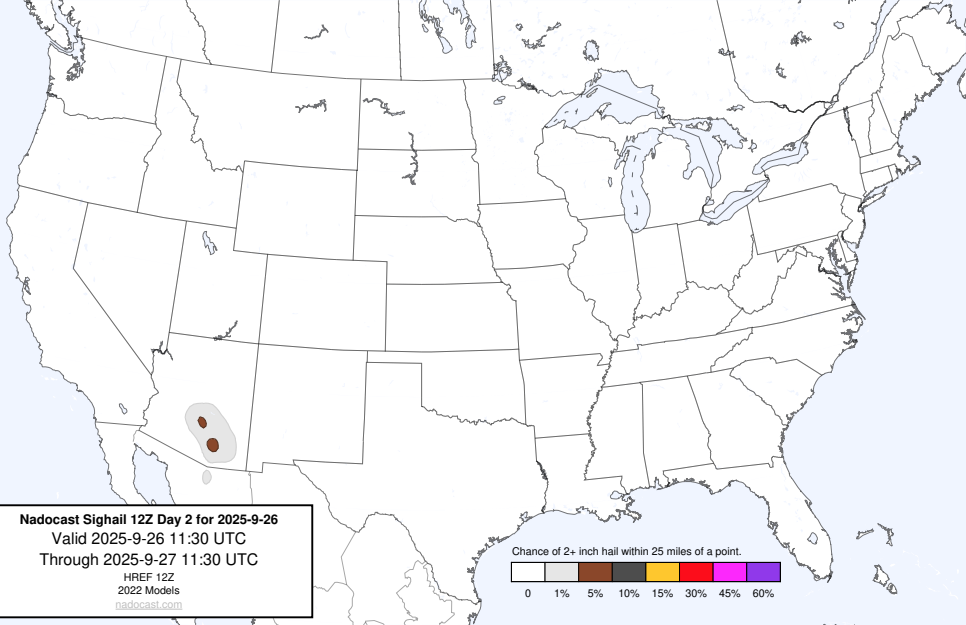 Nadocast Sighail 12Z Day 2 for 2025-9-26
Valid 2025-9-26 11:30 UTC
Through 2025-9-27 11:30 UTC
HREF 12Z
2022 Models
nadocast.com
Chance of 2+ inch hail within 25 miles of a point.
0 1% 5% 10% 15% 30% 45% 60%